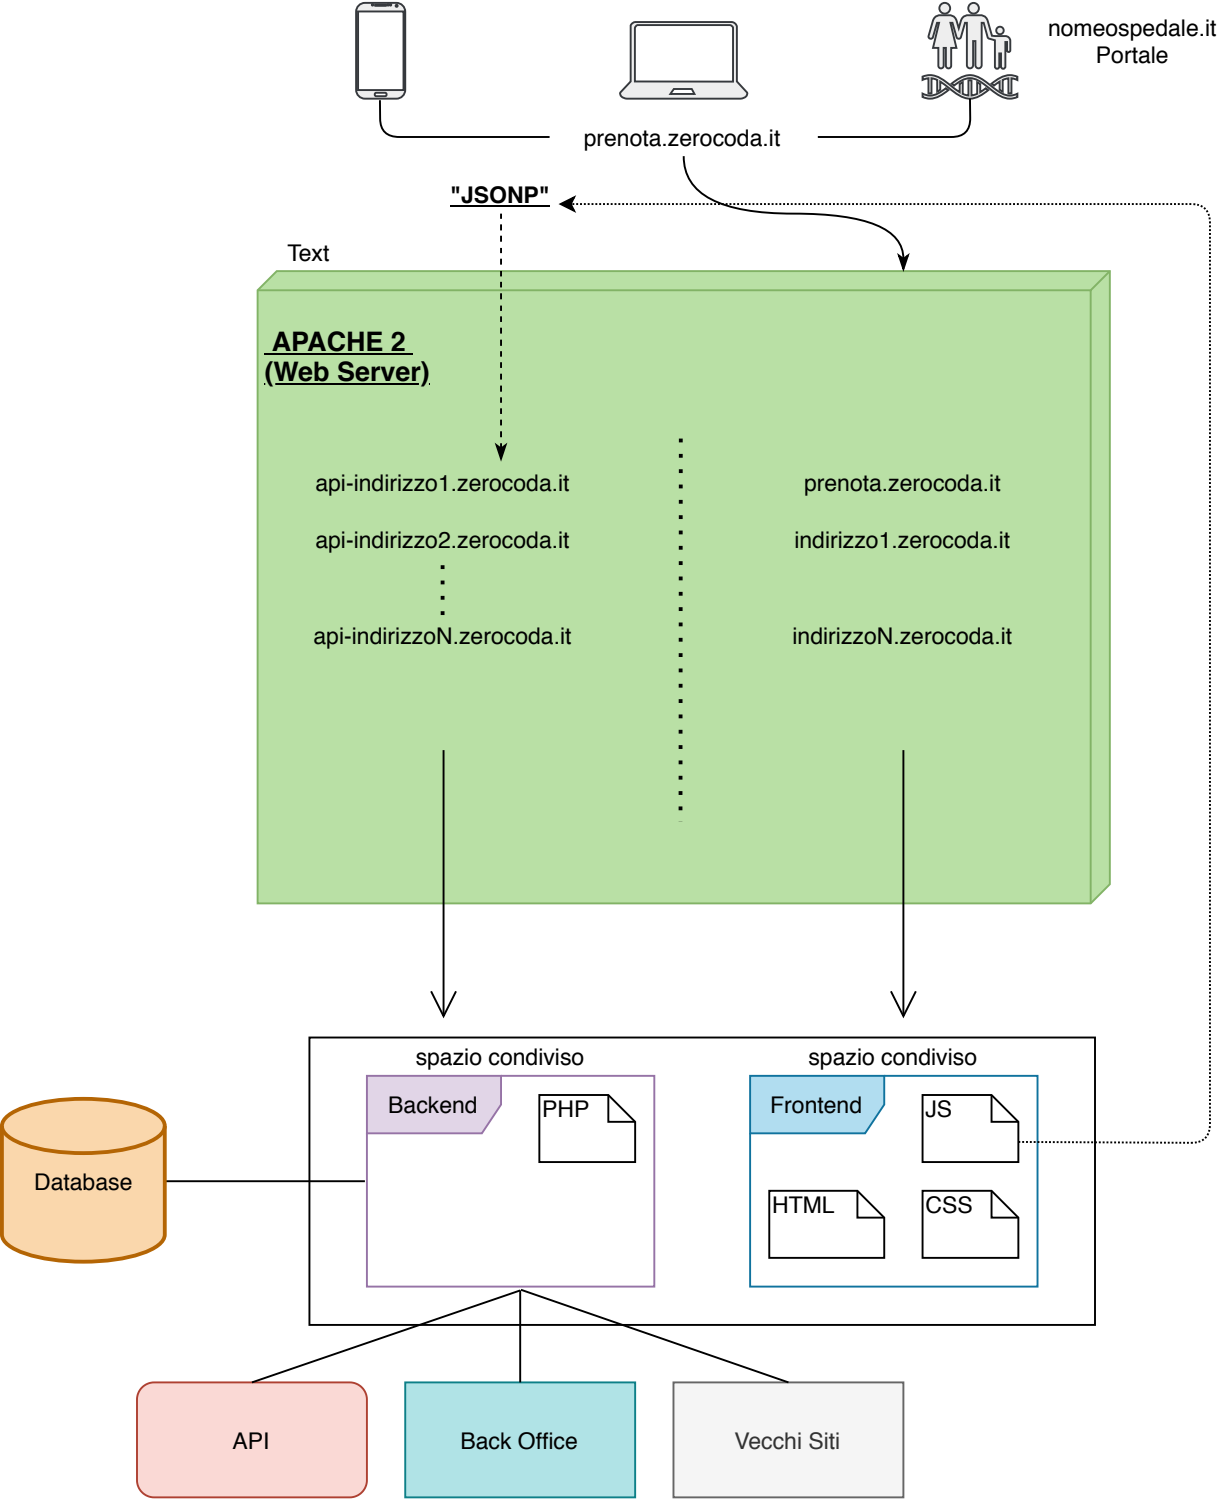 nomeospedale.it
Portale
prenota.zerocoda.it
"JSONP"
Text
APACHE 2
(Web Server)
api-indirizzo1.zerocoda.it
api-indirizzo2.zerocoda.it
api-indirizzoN.zerocoda.it
prenota.zerocoda.it
indirizzo1.zerocoda.it
indirizzoN.zerocoda.it
spazio condiviso
Backend
PHP
spazio condiviso
Frontend
JS
HTML
CSS
Database
API
Back Office
Vecchi Siti